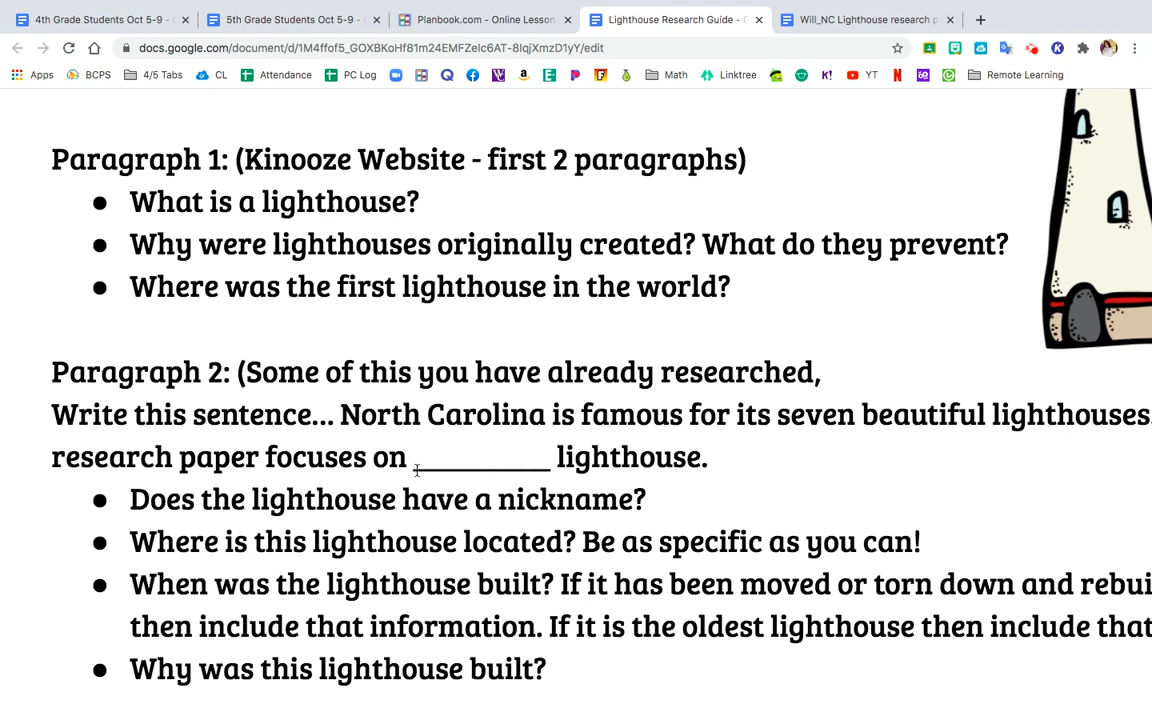 4th Grade Students Oct 5-9 -
5th Grade Students Oct 5-9 -
Planbook.com - Online Lesson
Lighthouse Research Guide - G
Will_NC Lighthouse research p
docs.google.com/document/d/1M4ffof5_GOXBKoHf81m24EMFZelc6AT-8lqjXmzD1yY/edit
Apps BCPS 4/5 Tabs CL Attendance PC Log Math Linktree K! YT Remote Learning
Paragraph 1: (Kinooze Website - first 2 paragraphs)
● What is a lighthouse?
● Why were lighthouses originally created? What do they prevent?
● Where was the first lighthouse in the world?
Paragraph 2: (Some of this you have already researched,
Write this sentence... North Carolina is famous for its seven beautiful lighthouses.
research paper focuses on __________ lighthouse.
● Does the lighthouse have a nickname?
● Where is this lighthouse located? Be as specific as you can!
● When was the lighthouse built? If it has been moved or torn down and rebui
then include that information. If it is the oldest lighthouse then include that
● Why was this lighthouse built?